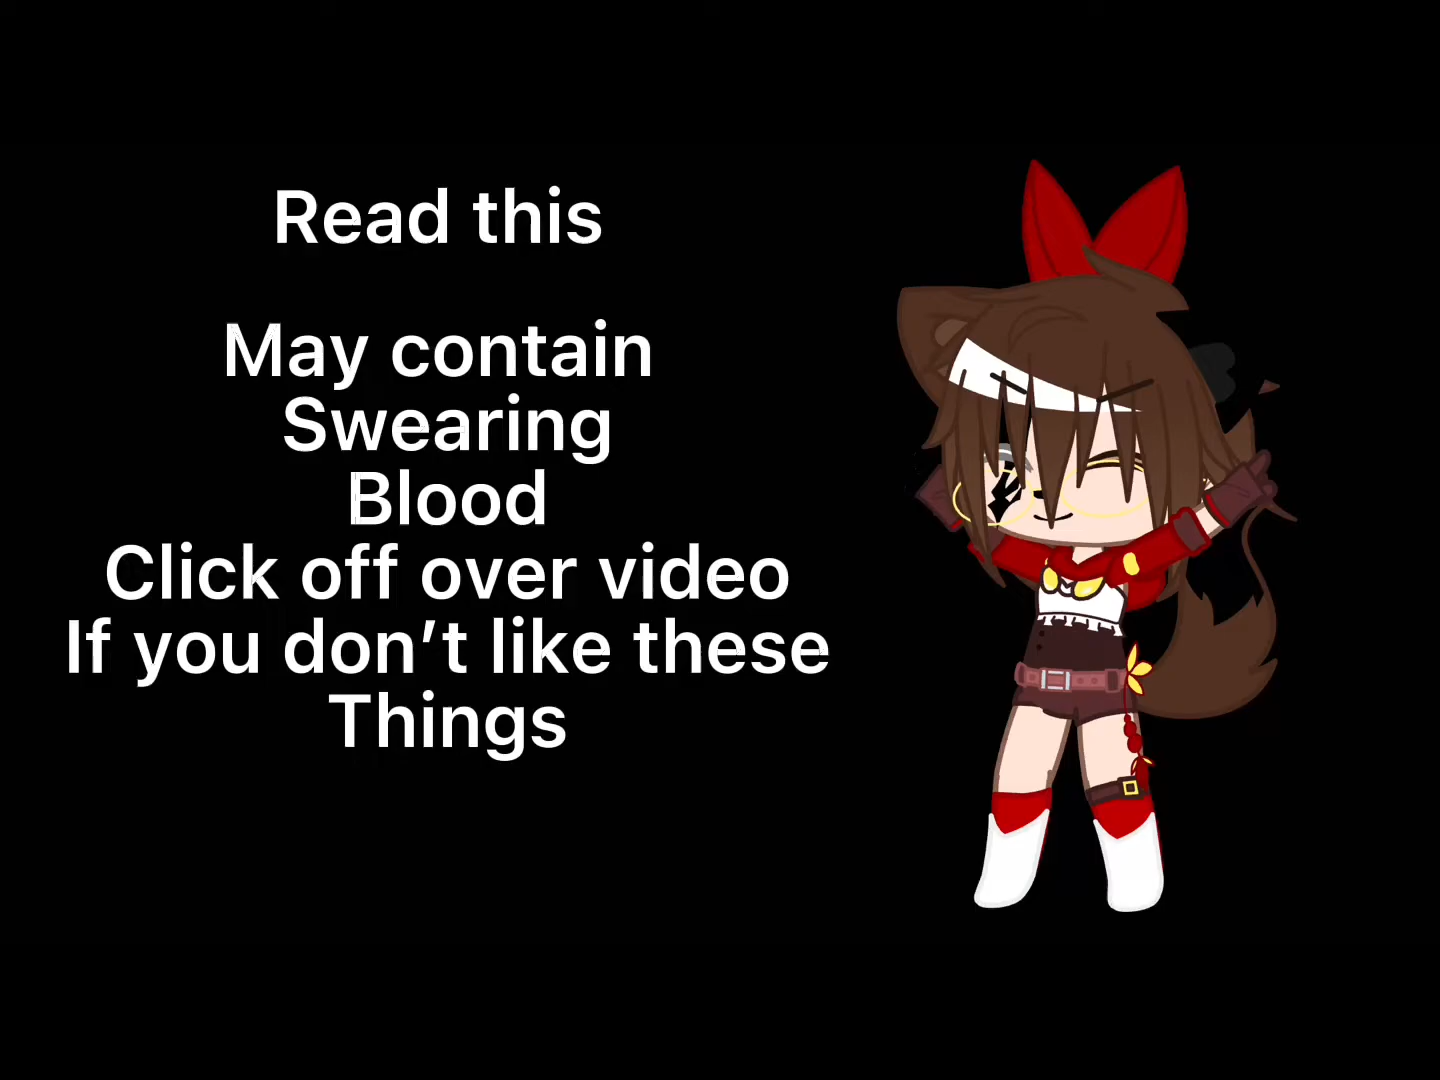 Read this
May contain
Swearing
Blood
Click off over video
If you don’t like these
Things